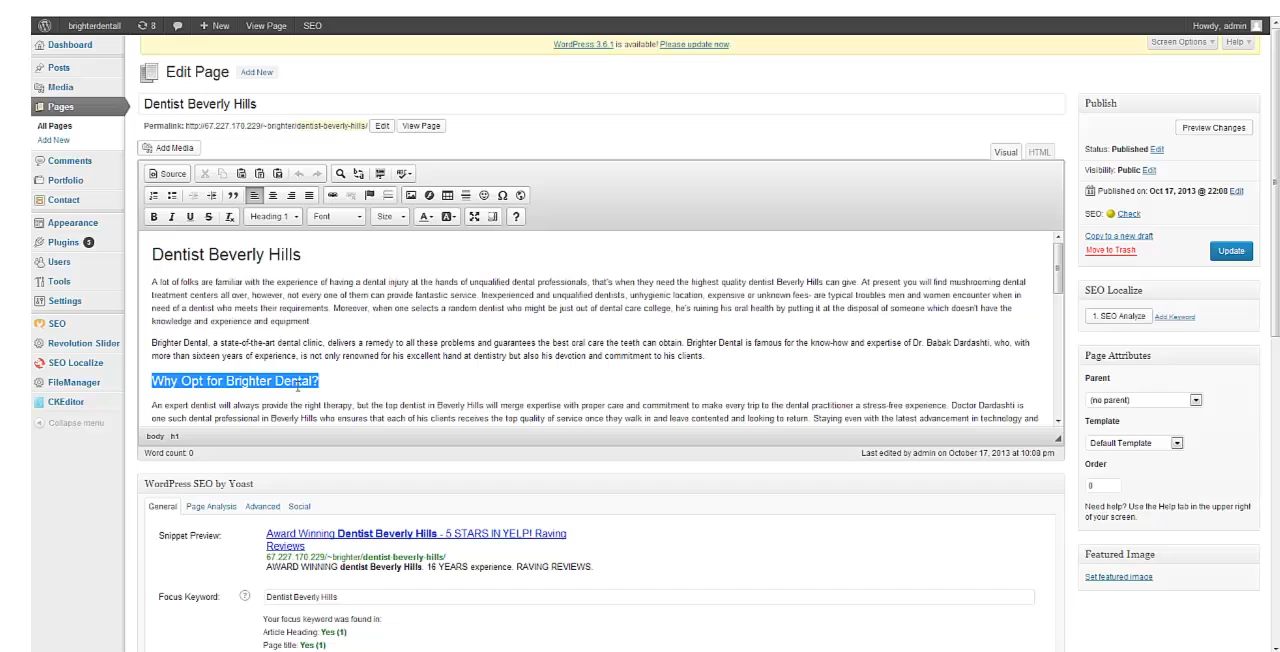 brighterdentall 8 + New View Page SEO Howdy, admin
WordPress 3.6.1 is available! Please update now.
Screen Options Help
Dashboard
Posts
Media
Pages
All Pages
Add New
Comments
Portfolio
Contact
Appearance
Plugins 5
Users
Tools
Settings
SEO
Revolution Slider
SEO Localize
FileManager
CKEditor
Collapse menu
Edit Page Add New
Dentist Beverly Hills
Permalink: http://67.227.170.229/~brighter/dentist-beverly-hills/ Edit View Page
Add Media
Visual HTML
Source
B I U S Ix Heading 1 Font Size A A ?
Dentist Beverly Hills
A lot of folks are familiar with the experience of having a dental injury at the hands of unqualified dental professionals, that's when they need the highest quality dentist Beverly Hills can give. At present you will find mushrooming dental
treatment centers all over, however, not every one of them can provide fantastic service. Inexperienced and unqualified dentists, unhygienic location, expensive or unknown fees- are typical troubles men and women encounter when in
need of a dentist who meets their requirements. Moreover, when one selects a random dentist who might be just out of dental care college, he's ruining his oral health by putting it at the disposal of someone which doesn't have the
knowledge and experience and equipment.
Brighter Dental, a state-of-the-art dental clinic, delivers a remedy to all these problems and guarantees the best oral care the teeth can obtain. Brighter Dental is famous for the know-how and expertise of Dr. Babak Dardashti, who, with
more than sixteen years of experience, is not only renowned for his excellent hand at dentistry but also his devotion and commitment to his clients.
Why Opt for Brighter Dental?
An expert dentist will always provide the right therapy, but the top dentist in Beverly Hills will merge expertise with proper care and commitment to make every trip to the dental practitioner a stress-free experience. Doctor Dardashti is
one such dental professional in Beverly Hills who ensures that each of his clients receives the top quality of service once they walk in and leave contented and looking to return. Staying even with the latest advancement in technology and
body h1
Word count: 0 Last edited by admin on October 17, 2013 at 10:08 pm
WordPress SEO by Yoast
General Page Analysis Advanced Social
Snippet Preview: Award Winning Dentist Beverly Hills - 5 STARS IN YELP! Raving
Reviews
67.227.170.229/~brighter/dentist-beverly-hills/
AWARD WINNING dentist Beverly Hills. 16 YEARS experience. RAVING REVIEWS.
Focus Keyword: ? Dentist Beverly Hills
Your focus keyword was found in:
Article Heading: Yes (1)
Page title: Yes (1)
Publish
Preview Changes
Status: Published Edit
Visibility: Public Edit
Published on: Oct 17, 2013 @ 22:08 Edit
SEO: Check
Copy to a new draft
Move to Trash Update
SEO Localize
1. SEO Analyze Add Keyword
Page Attributes
Parent
(no parent)
Template
Default Template
Order
0
Need help? Use the Help tab in the upper right
of your screen.
Featured Image
Set featured image